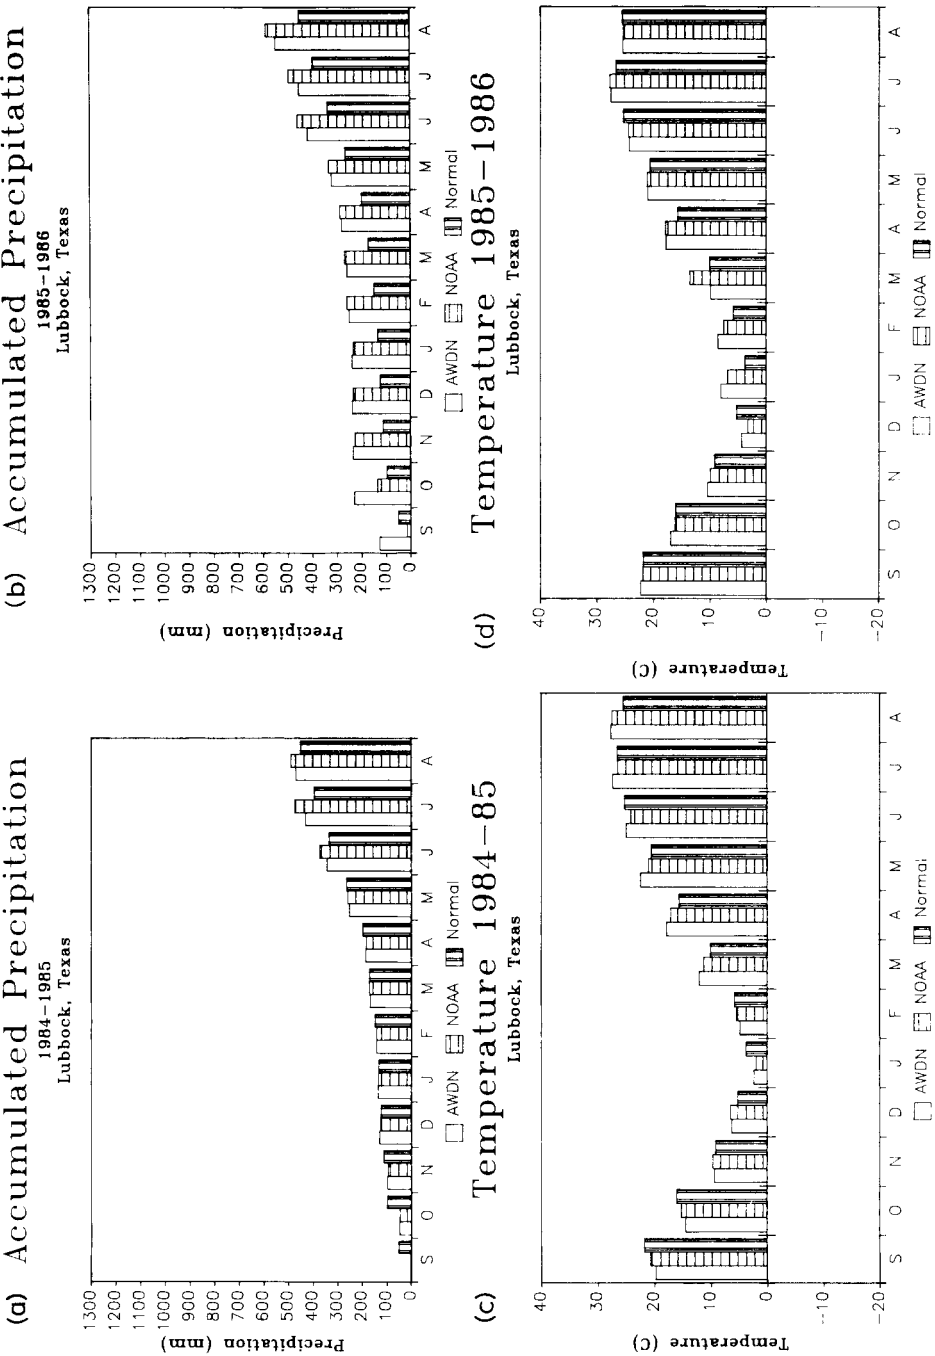 (a) Accumulated Precipitation
1984-1985
Lubbock, Texas
Precipitation (mm)
1300
1200
1100
1000
900
800
700
600
500
400
300
200
100
0
S O N D J F M A M J J A
AWDN NOAA Normal
(b) Accumulated Precipitation
1985-1986
Lubbock, Texas
Precipitation (mm)
1300
1200
1100
1000
900
800
700
600
500
400
300
200
100
0
S O N D J F M A M J J A
AWDN NOAA Normal
(c) Temperature 1984-85
Lubbock, Texas
Temperature (C)
40
30
20
10
0
-10
-20
S O N D J F M A M J J A
AWDN NOAA Normal
(d) Temperature 1985-1986
Lubbock, Texas
Temperature (C)
40
30
20
10
0
-10
-20
S O N D J F M A M J J A
AWDN NOAA Normal